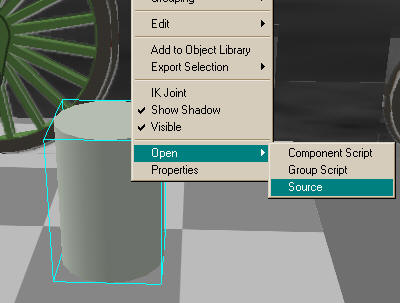 Grouping
Edit
Add to Object Library
Export Selection
IK Joint
Show Shadow
Visible
Open
Properties
Component Script
Group Script
Source